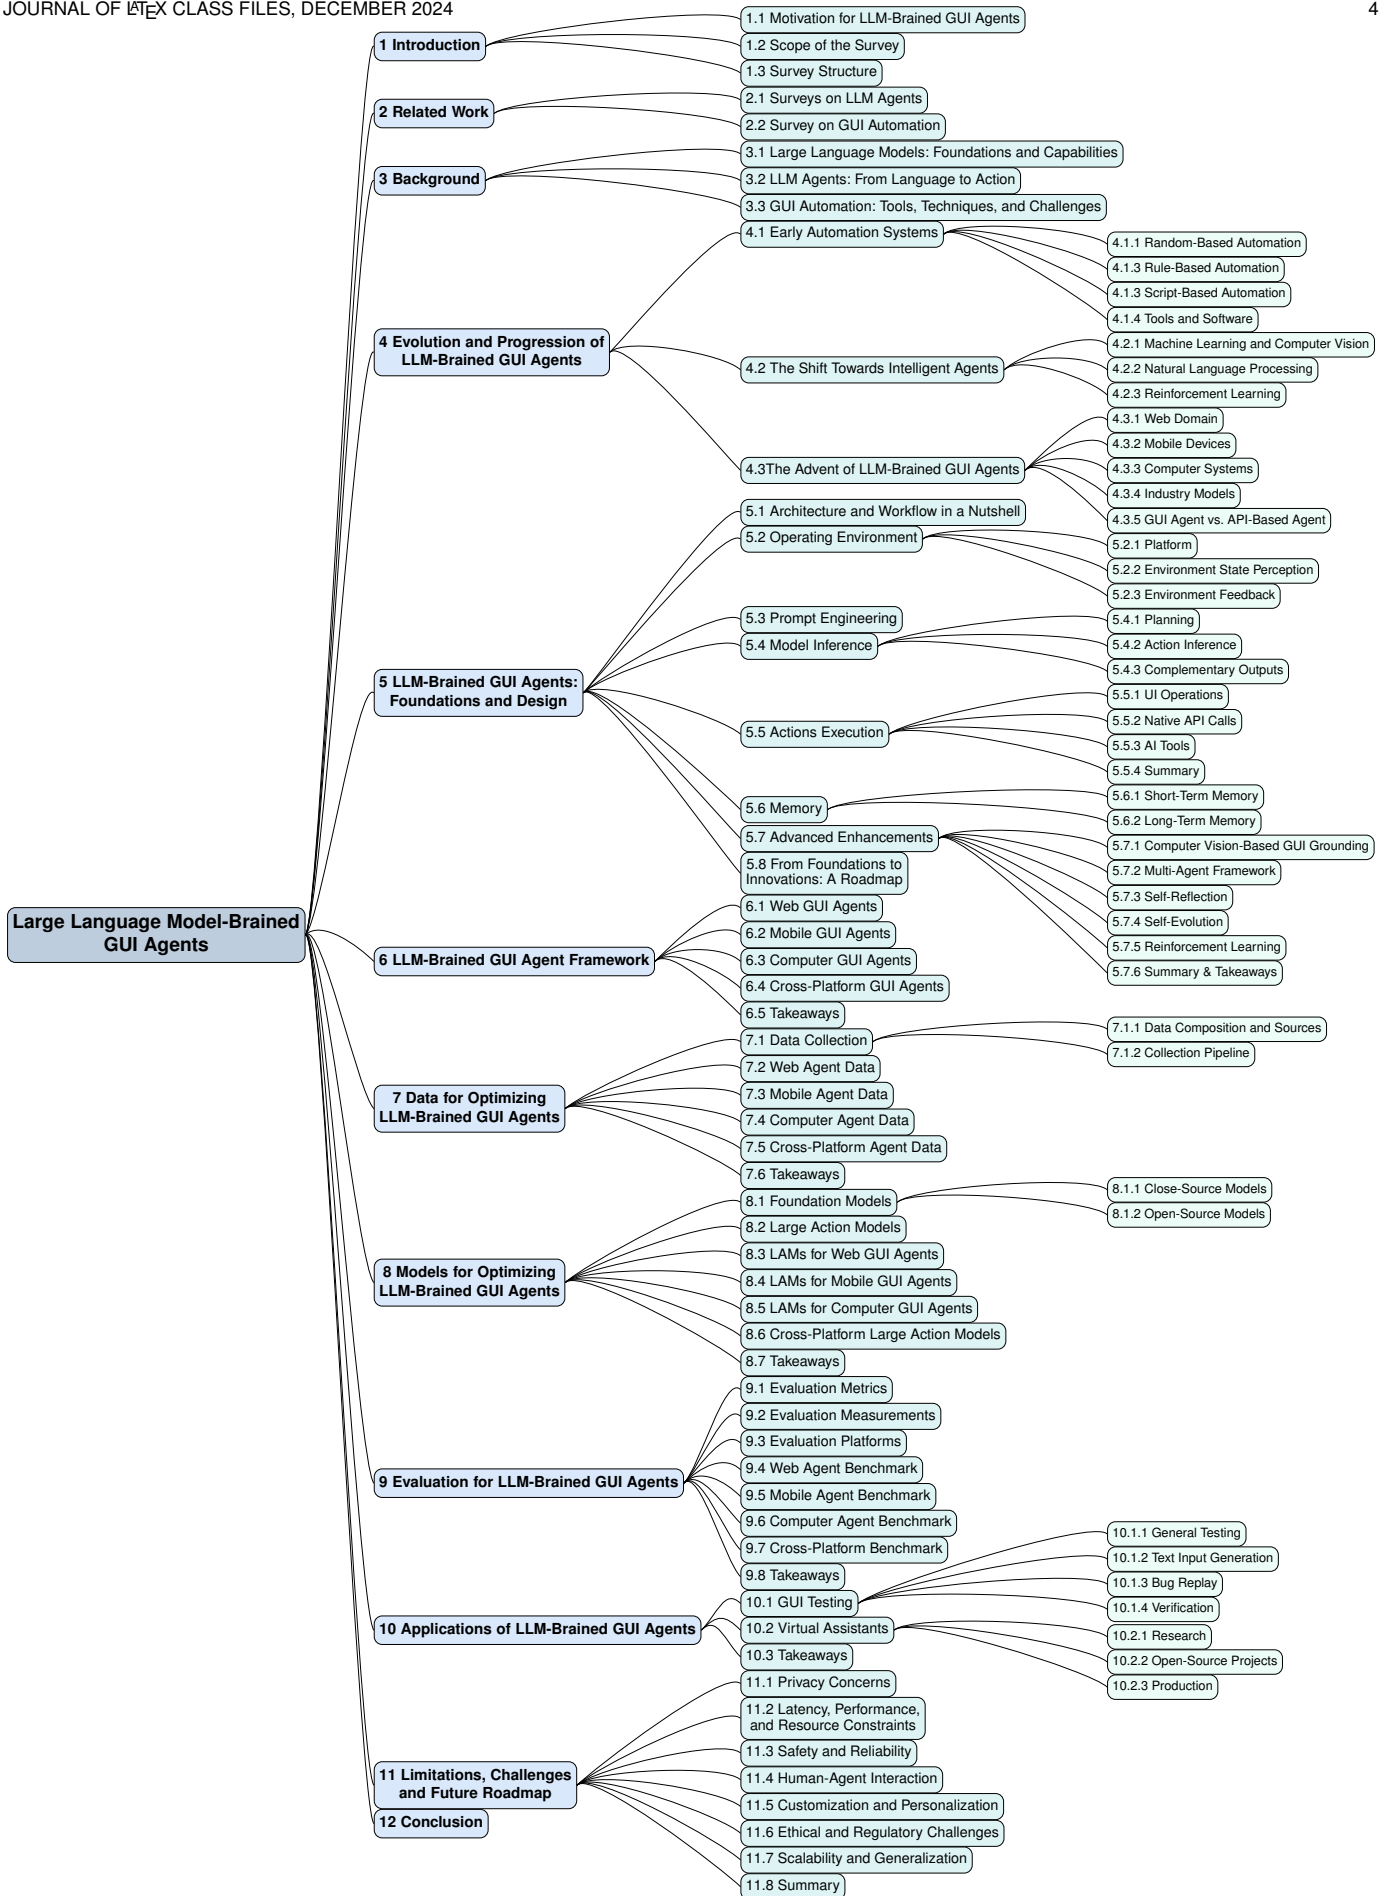 JOURNAL OF LATEX CLASS FILES, DECEMBER 2024
4
Large Language Model-Brained
GUI Agents
1 Introduction
1.1 Motivation for LLM-Brained GUI Agents
1.2 Scope of the Survey
1.3 Survey Structure
2 Related Work
2.1 Surveys on LLM Agents
2.2 Survey on GUI Automation
3 Background
3.1 Large Language Models: Foundations and Capabilities
3.2 LLM Agents: From Language to Action
3.3 GUI Automation: Tools, Techniques, and Challenges
4 Evolution and Progression of
LLM-Brained GUI Agents
4.1 Early Automation Systems
4.1.1 Random-Based Automation
4.1.3 Rule-Based Automation
4.1.3 Script-Based Automation
4.1.4 Tools and Software
4.2 The Shift Towards Intelligent Agents
4.2.1 Machine Learning and Computer Vision
4.2.2 Natural Language Processing
4.2.3 Reinforcement Learning
4.3The Advent of LLM-Brained GUI Agents
4.3.1 Web Domain
4.3.2 Mobile Devices
4.3.3 Computer Systems
4.3.4 Industry Models
4.3.5 GUI Agent vs. API-Based Agent
5 LLM-Brained GUI Agents:
Foundations and Design
5.1 Architecture and Workflow in a Nutshell
5.2 Operating Environment
5.2.1 Platform
5.2.2 Environment State Perception
5.2.3 Environment Feedback
5.3 Prompt Engineering
5.4 Model Inference
5.4.1 Planning
5.4.2 Action Inference
5.4.3 Complementary Outputs
5.5 Actions Execution
5.5.1 UI Operations
5.5.2 Native API Calls
5.5.3 AI Tools
5.5.4 Summary
5.6 Memory
5.6.1 Short-Term Memory
5.6.2 Long-Term Memory
5.7 Advanced Enhancements
5.7.1 Computer Vision-Based GUI Grounding
5.7.2 Multi-Agent Framework
5.7.3 Self-Reflection
5.7.4 Self-Evolution
5.7.5 Reinforcement Learning
5.7.6 Summary & Takeaways
5.8 From Foundations to
Innovations: A Roadmap
6 LLM-Brained GUI Agent Framework
6.1 Web GUI Agents
6.2 Mobile GUI Agents
6.3 Computer GUI Agents
6.4 Cross-Platform GUI Agents
6.5 Takeaways
7 Data for Optimizing
LLM-Brained GUI Agents
7.1 Data Collection
7.1.1 Data Composition and Sources
7.1.2 Collection Pipeline
7.2 Web Agent Data
7.3 Mobile Agent Data
7.4 Computer Agent Data
7.5 Cross-Platform Agent Data
7.6 Takeaways
8 Models for Optimizing
LLM-Brained GUI Agents
8.1 Foundation Models
8.1.1 Close-Source Models
8.1.2 Open-Source Models
8.2 Large Action Models
8.3 LAMs for Web GUI Agents
8.4 LAMs for Mobile GUI Agents
8.5 LAMs for Computer GUI Agents
8.6 Cross-Platform Large Action Models
8.7 Takeaways
9 Evaluation for LLM-Brained GUI Agents
9.1 Evaluation Metrics
9.2 Evaluation Measurements
9.3 Evaluation Platforms
9.4 Web Agent Benchmark
9.5 Mobile Agent Benchmark
9.6 Computer Agent Benchmark
9.7 Cross-Platform Benchmark
9.8 Takeaways
10 Applications of LLM-Brained GUI Agents
10.1 GUI Testing
10.1.1 General Testing
10.1.2 Text Input Generation
10.1.3 Bug Replay
10.1.4 Verification
10.2 Virtual Assistants
10.2.1 Research
10.2.2 Open-Source Projects
10.2.3 Production
10.3 Takeaways
11 Limitations, Challenges
and Future Roadmap
11.1 Privacy Concerns
11.2 Latency, Performance,
and Resource Constraints
11.3 Safety and Reliability
11.4 Human-Agent Interaction
11.5 Customization and Personalization
11.6 Ethical and Regulatory Challenges
11.7 Scalability and Generalization
11.8 Summary
12 Conclusion